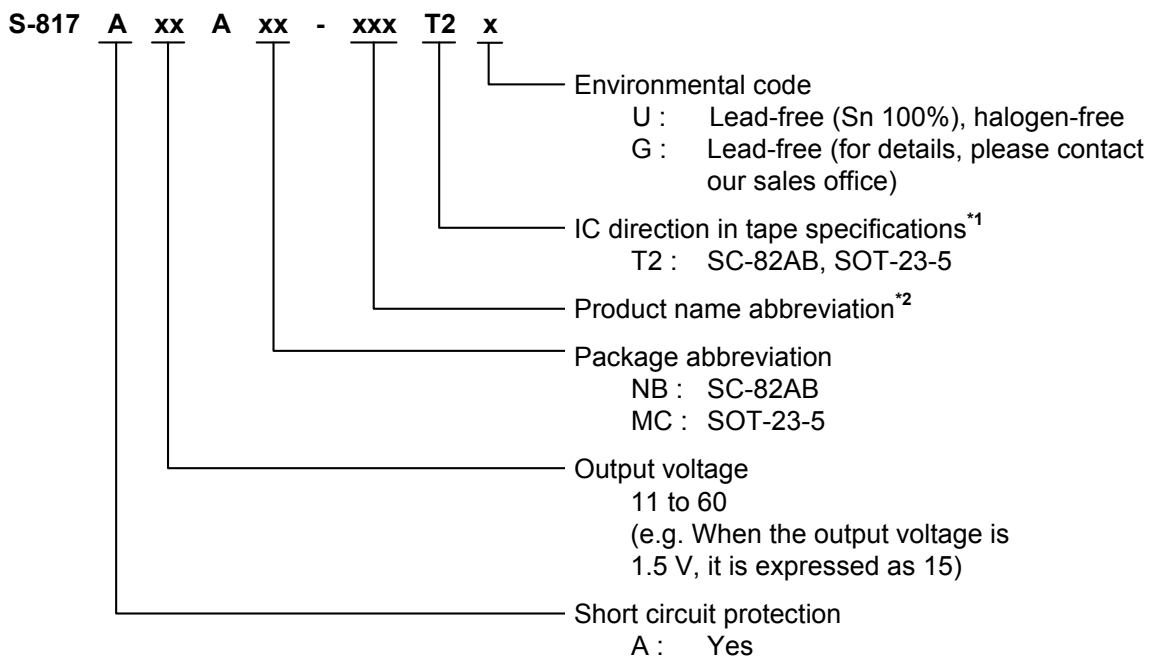 S-817 A xx A xx - xxx T2 x
Environmental code
U : Lead-free (Sn 100%), halogen-free
G : Lead-free (for details, please contact
our sales office)
IC direction in tape specifications*1
T2 : SC-82AB, SOT-23-5
Product name abbreviation*2
Package abbreviation
NB : SC-82AB
MC : SOT-23-5
Output voltage
11 to 60
(e.g. When the output voltage is
1.5 V, it is expressed as 15)
Short circuit protection
A : Yes